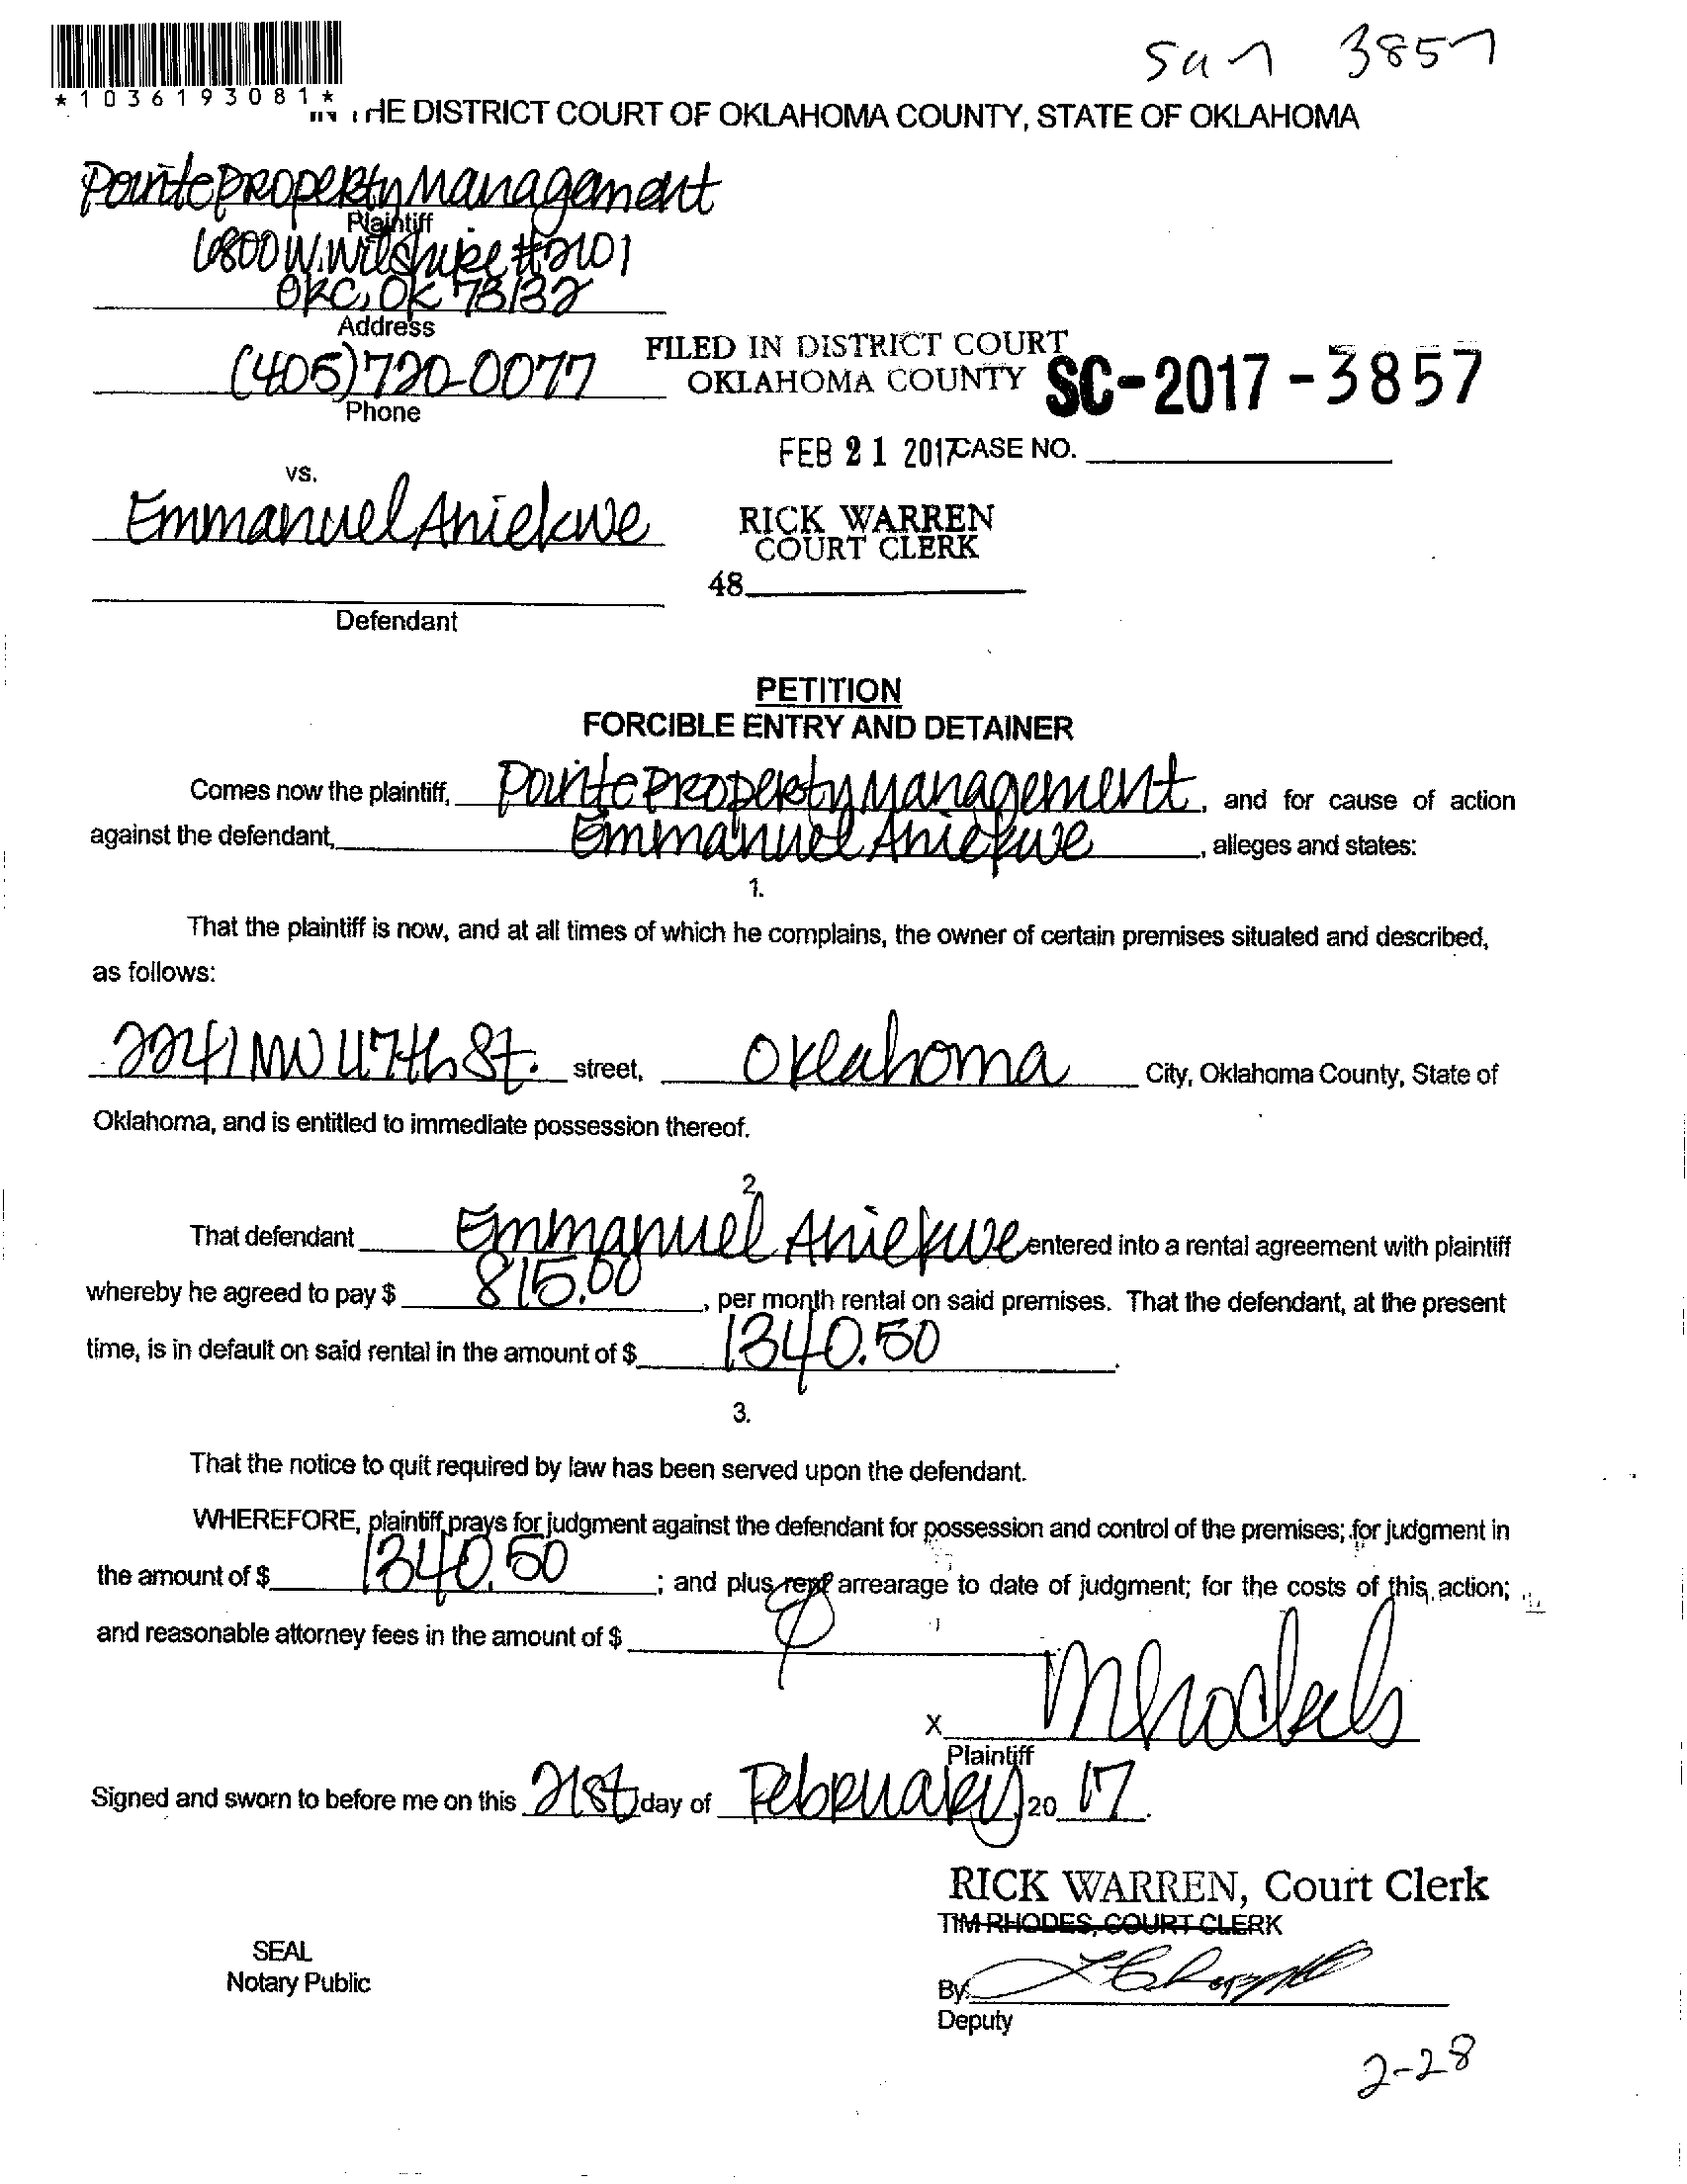 Sc17 3857
*1036193081*
THE DISTRICT COURT OF OKLAHOMA COUNTY, STATE OF OKLAHOMA
Pointe Property Management
Plaintiff
6800 W. Wilshire #2101
OKC, OK 73132
Address
(405) 720-0077
Phone
FILED IN DISTRICT COURT
OKLAHOMA COUNTY
SC-2017-3857
FEB 21 2017 CASE NO.
vs.
Emmanuel Aniekwe
RICK WARREN
COURT CLERK
48
Defendant
PETITION
FORCIBLE ENTRY AND DETAINER
Comes now the plaintiff, Pointe Property Management, and for cause of action
against the defendant, Emmanuel Aniekwe, alleges and states:
1.
That the plaintiff is now, and at all times of which he complains, the owner of certain premises situated and described,
as follows:
2241 NW 117th St. street, Oklahoma City, Oklahoma County, State of
Oklahoma, and is entitled to immediate possession thereof.
2.
That defendant Emmanuel Aniekwe entered into a rental agreement with plaintiff
whereby he agreed to pay $ 815.00, per month rental on said premises. That the defendant, at the present
time, is in default on said rental in the amount of $ 1340.50.
3.
That the notice to quit required by law has been served upon the defendant.
WHEREFORE, plaintiff prays for judgment against the defendant for possession and control of the premises; for judgment in
the amount of $ 1340.50; and plus rent arrearage to date of judgment; for the costs of this action;
and reasonable attorney fees in the amount of $
X
Plaintiff
Signed and sworn to before me on this 21st day of February, 20 17.
RICK WARREN, Court Clerk
TIM RHODES, COURT CLERK
SEAL
Notary Public
By:
Deputy
2-28